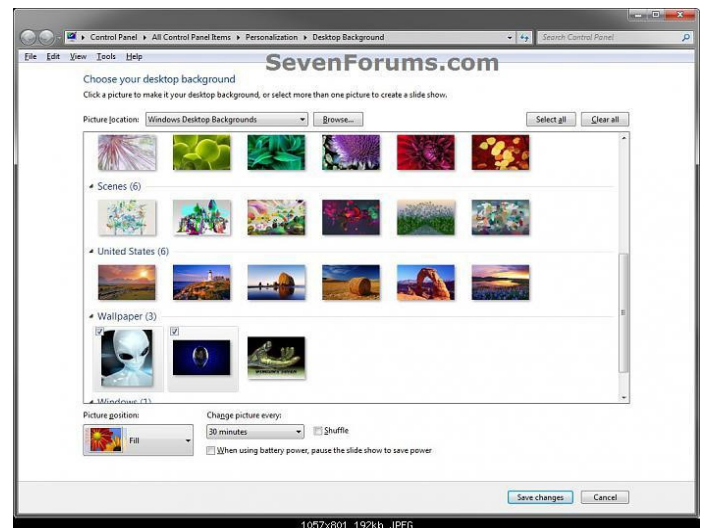 Control Panel ▸ All Control Panel Items ▸ Personalization ▸ Desktop Background
Search Control Panel
File Edit View Tools Help
SevenForums.com
Choose your desktop background
Click a picture to make it your desktop background, or select more than one picture to create a slide show.
Picture location: Windows Desktop Backgrounds Browse... Select all Clear all
Scenes (6)
United States (6)
Wallpaper (3)
Windows (1)
Picture position: Change picture every:
Fill 30 minutes Shuffle
When using battery power, pause the slide show to save power
Save changes Cancel
1057x801 192kb JPEG